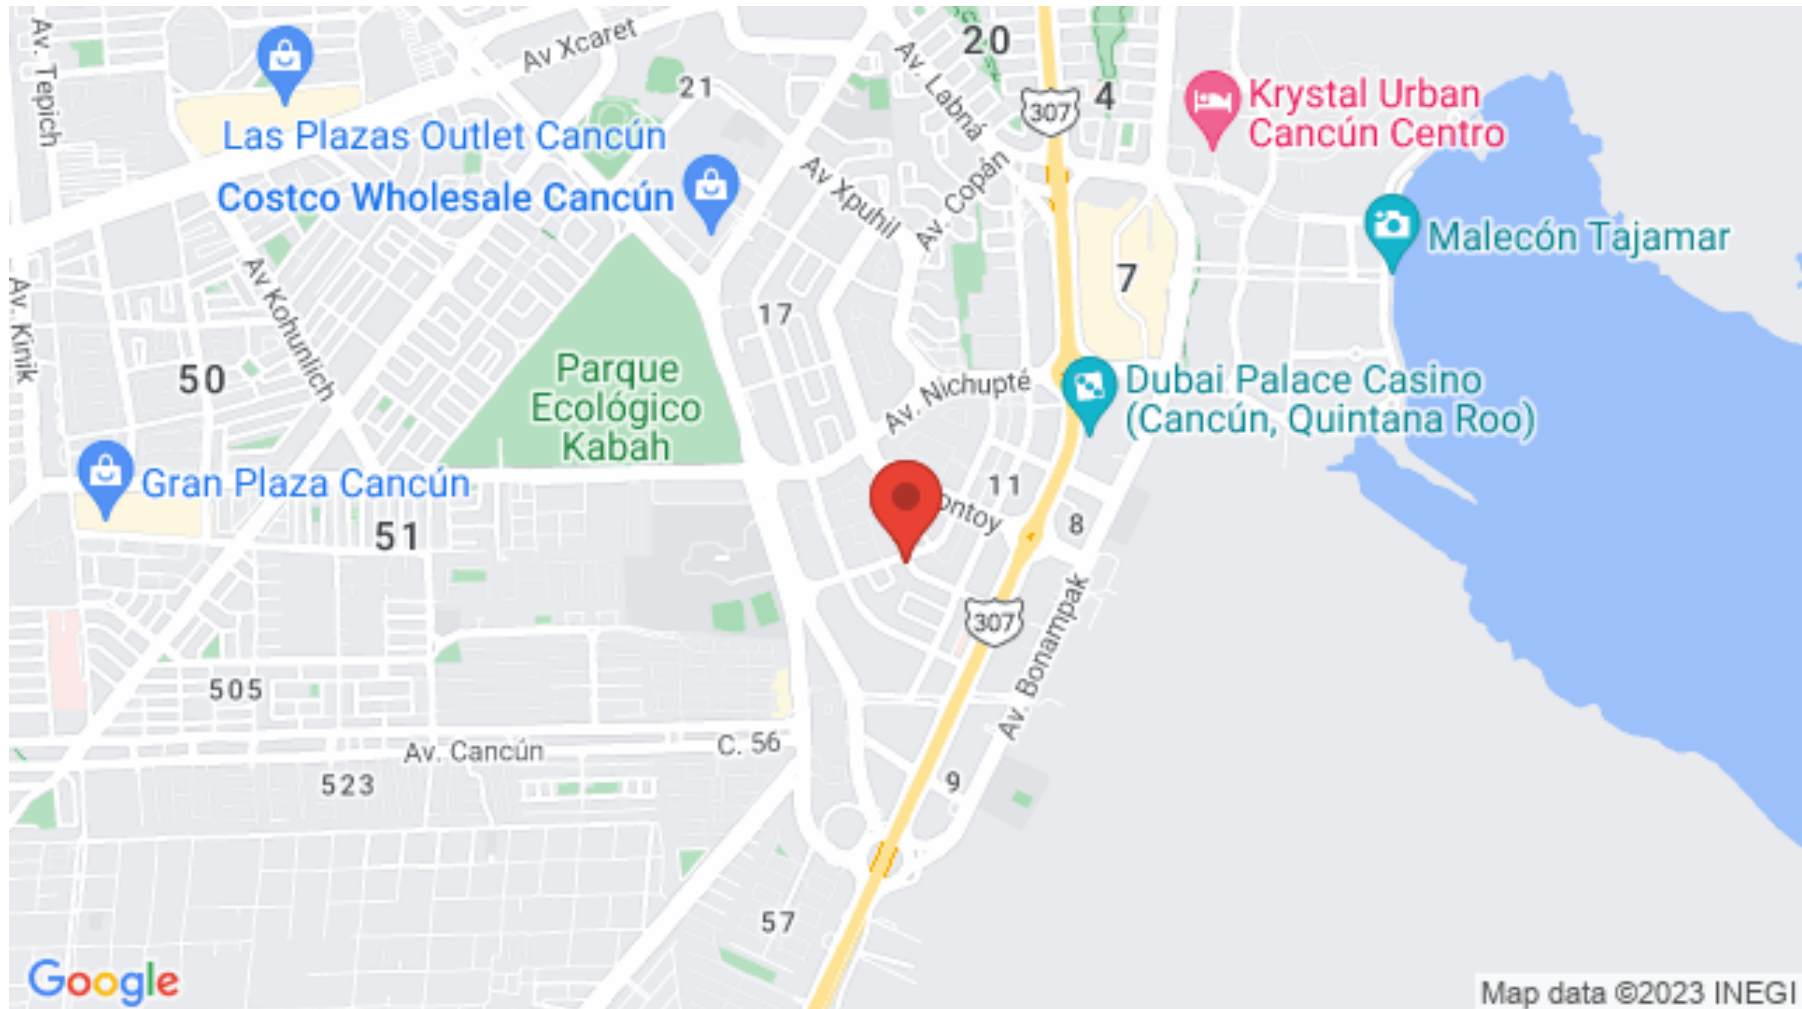 Av. Tepich
Av Xcaret
20
Av. Labná
21
4
307
Krystal Urban
Cancún Centro
Las Plazas Outlet Cancún
Costco Wholesale Cancún
Av Xpuhil
Av. Copán
Malecón Tajamar
7
Av. Kinik
Av Kohunlich
17
50
Parque
Ecológico
Kabah
Av. Nichupté
Dubai Palace Casino
(Cancún, Quintana Roo)
Gran Plaza Cancún
11
ontoy
8
51
307
Av. Bonampak
505
Av. Cancún
C. 56
523
9
57
Google
Map data ©2023 INEGI